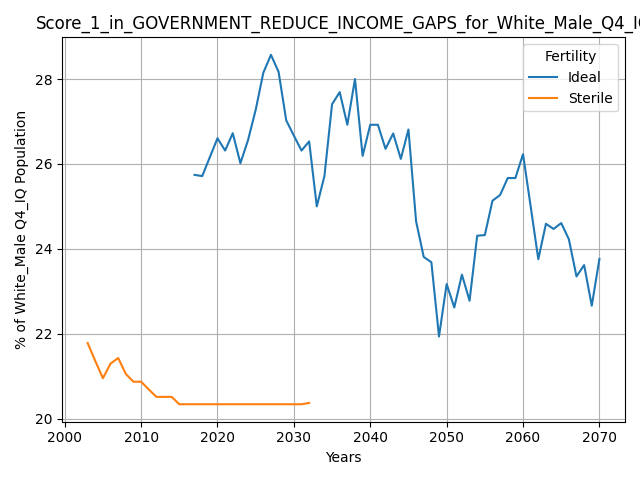 Score_1_in_GOVERNMENT_REDUCE_INCOME_GAPS_for_White_Male_Q4_IQ
Fertility
Ideal
Sterile
% of White_Male Q4_IQ Population
28
26
24
22
20
2000 2010 2020 2030 2040 2050 2060 2070
Years